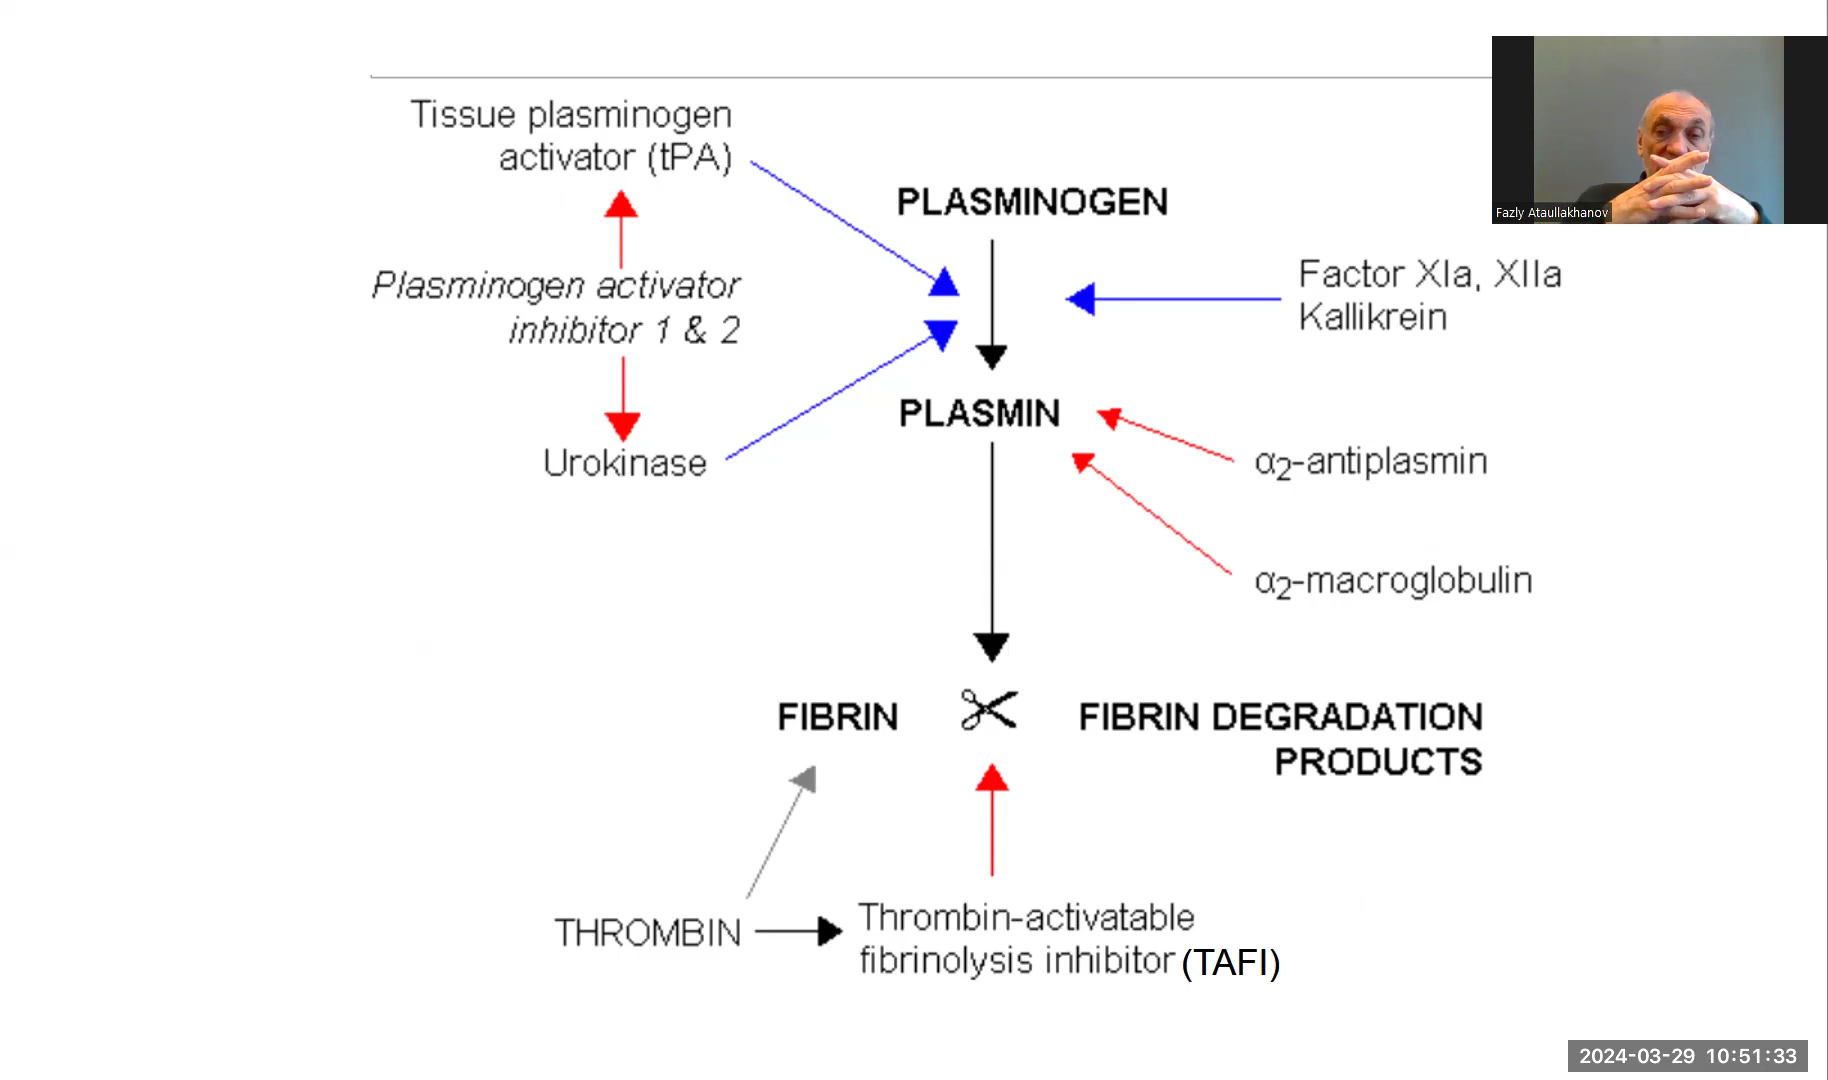 Tissue plasminogen
activator (tPA)
PLASMINOGEN
Fazly Ataullakhanov
Plasminogen activator
inhibitor 1 & 2
Factor XIa, XIIa
Kallikrein
PLASMIN
Urokinase
α2-antiplasmin
α2-macroglobulin
FIBRIN
FIBRIN DEGRADATION
PRODUCTS
THROMBIN
Thrombin-activatable
fibrinolysis inhibitor (TAFI)
2024-03-29 10:51:33